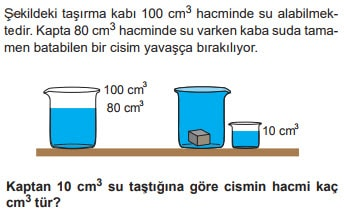 Şekildeki taşırma kabı 100 cm³ hacminde su alabilmek-
tedir. Kapta 80 cm³ hacminde su varken kaba suda tama-
men batabilen bir cisim yavaşça bırakılıyor.
100 cm³
80 cm³
10 cm³
Kaptan 10 cm³ su taştığına göre cismin hacmi kaç
cm³ tür?